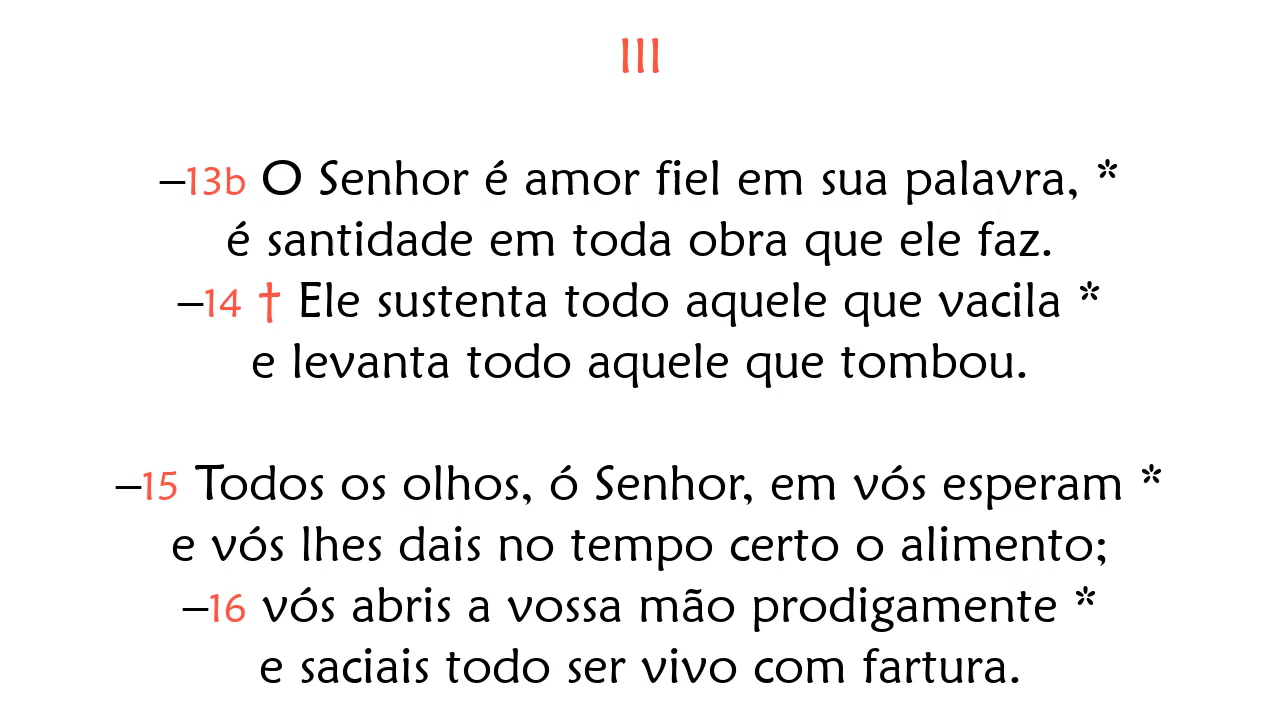 III
–13b O Senhor é amor fiel em sua palavra, *
é santidade em toda obra que ele faz.
–14 † Ele sustenta todo aquele que vacila *
e levanta todo aquele que tombou.
–15 Todos os olhos, ó Senhor, em vós esperam *
e vós lhes dais no tempo certo o alimento;
–16 vós abris a vossa mão prodigamente *
e saciais todo ser vivo com fartura.